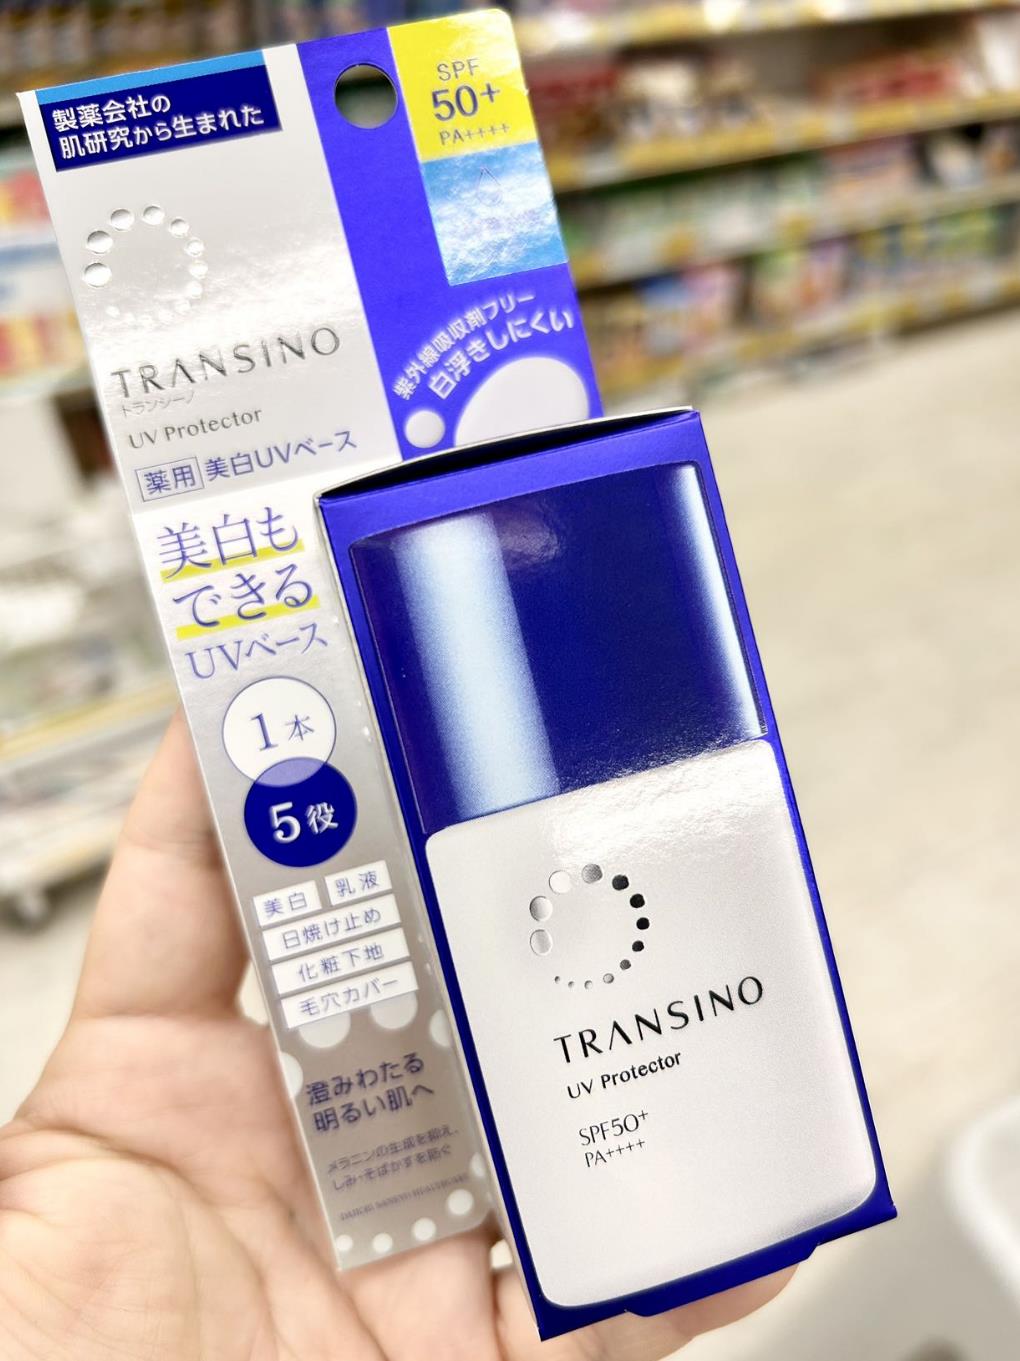 製薬会社の
肌研究から生まれた
SPF
50+
PA++++
紫外線吸収剤フリー
白浮きしにくい
TRANSINO
トランシーノ
UV Protector
薬用 美白UVベース
美白も
できる
UVベース
1本
5役
美白 乳液
日焼け止め
化粧下地
毛穴カバー
澄みわたる
明るい肌へ
メラニンの生成を抑え、
しみ・そばかすを防ぐ
DAIICHI SANKYO HEALTHCARE
TRANSINO
UV Protector
SPF50+
PA++++